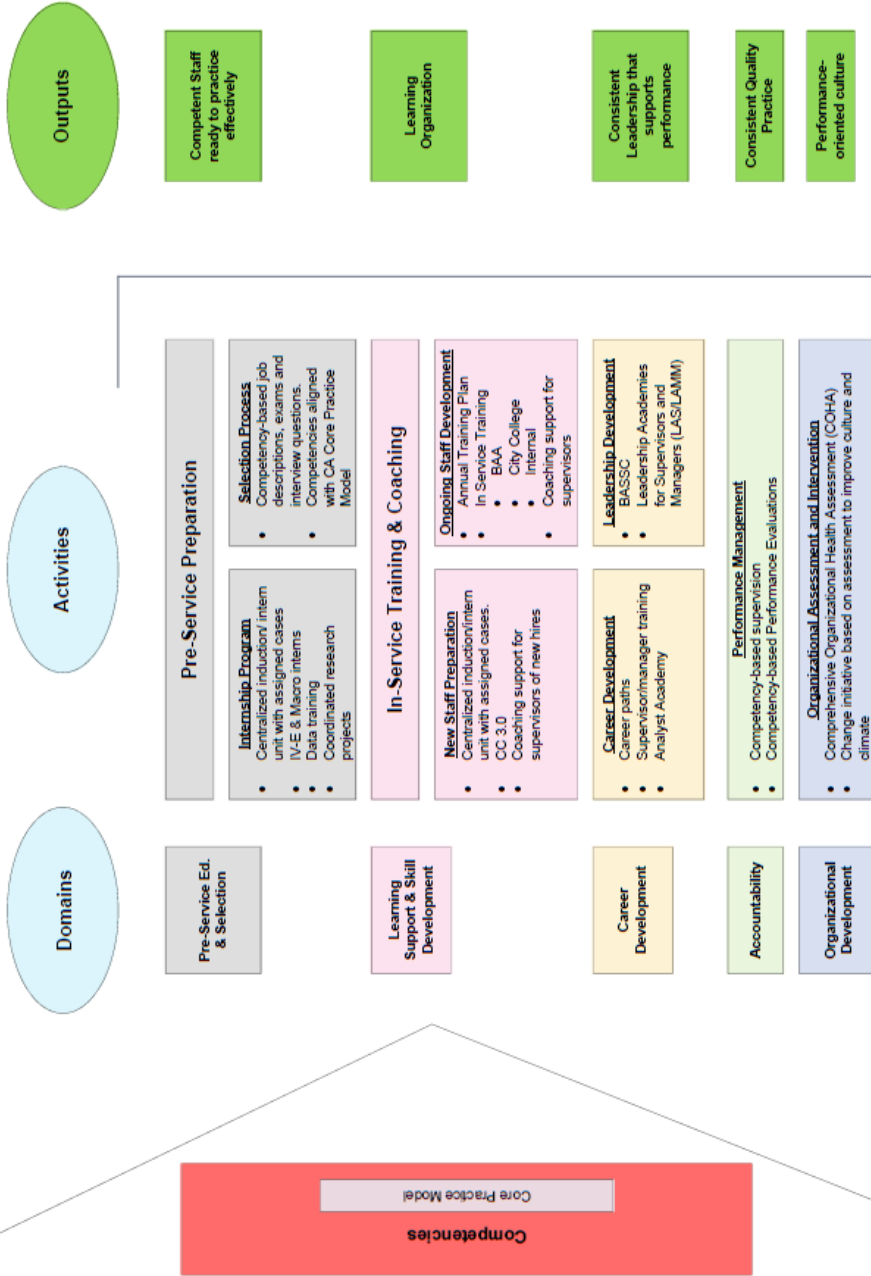 Domains
Activities
Outputs
Competencies
Core Practice Model
Pre-Service Ed.
& Selection
Pre-Service Preparation
Internship Program
• Centralized induction/ intern
unit with assigned cases
• IV-E & Macro interns
• Data training
• Coordinated research
projects
Selection Process
• Competency-based job
descriptions, exams and
interview questions.
• Competencies aligned
with CA Core Practice
Model
Competent Staff
ready to practice
effectively
Learning
Support & Skill
Development
In-Service Training & Coaching
New Staff Preparation
• Centralized induction/intern
unit with assigned cases.
• CC 3.0
• Coaching support for
supervisors of new hires
Ongoing Staff Development
• Annual Training Plan
• In Service Training
• BAA
• City College
• Internal
• Coaching support for
supervisors
Learning
Organization
Career
Development
Career Development
• Career paths
• Supervisor/manager training
• Analyst Academy
Leadership Development
• BASSC
• Leadership Academies
for Supervisors and
Managers (LAS/LAMM)
Consistent
Leadership that
supports
performance
Accountability
Performance Management
• Competency-based supervision
• Competency-based Performance Evaluations
Consistent Quality
Practice
Organizational
Development
Organizational Assessment and Intervention
• Comprehensive Organizational Health Assessment (COHA)
• Change initiative based on assessment to improve culture and
climate
Performance-
oriented culture